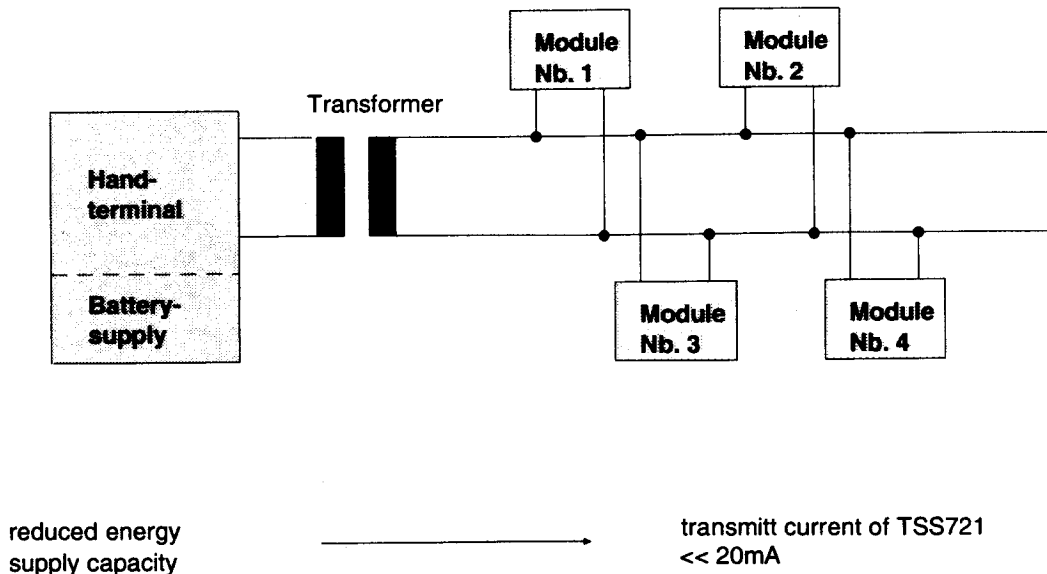 Module
Nb. 1
Module
Nb. 2
Transformer
Hand-
terminal
Battery-
supply
Module
Nb. 3
Module
Nb. 4
reduced energy
supply capacity
transmitt current of TSS721
<< 20mA